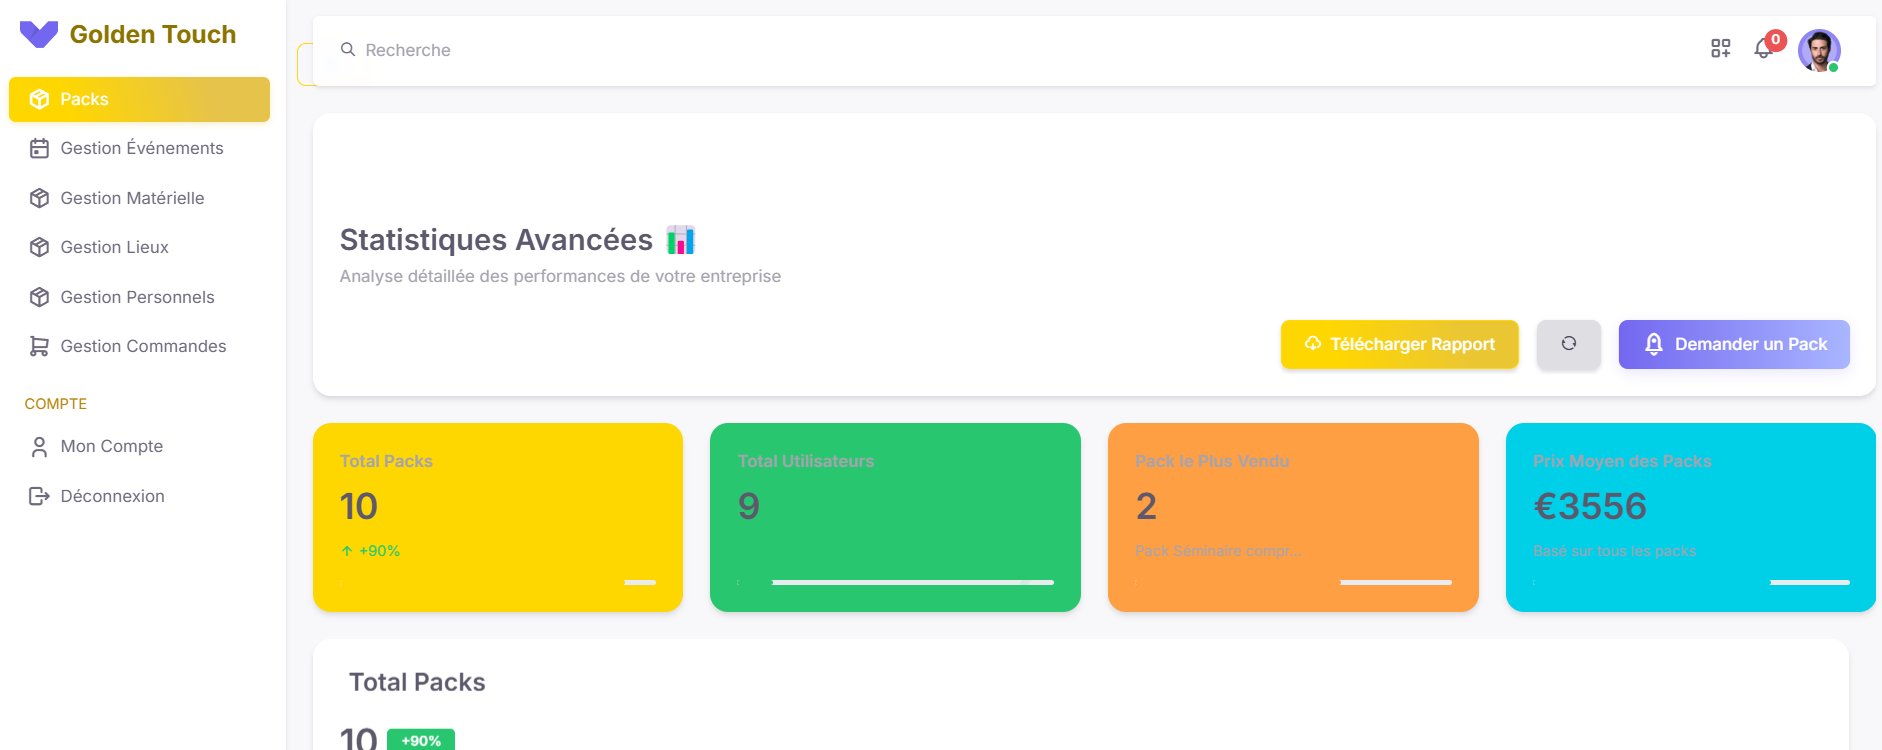 Golden Touch
Recherche
0
Packs
Gestion Événements
Gestion Matérielle
Gestion Lieux
Gestion Personnels
Gestion Commandes
COMPTE
Mon Compte
Déconnexion
Statistiques Avancées
Analyse détaillée des performances de votre entreprise
Télécharger Rapport
Demander un Pack
Total Packs
10
+90%
Total Utilisateurs
9
Pack le Plus Vendu
2
Pack Séminaire compr...
Prix Moyen des Packs
€3556
Basé sur tous les packs
Total Packs
10 +90%